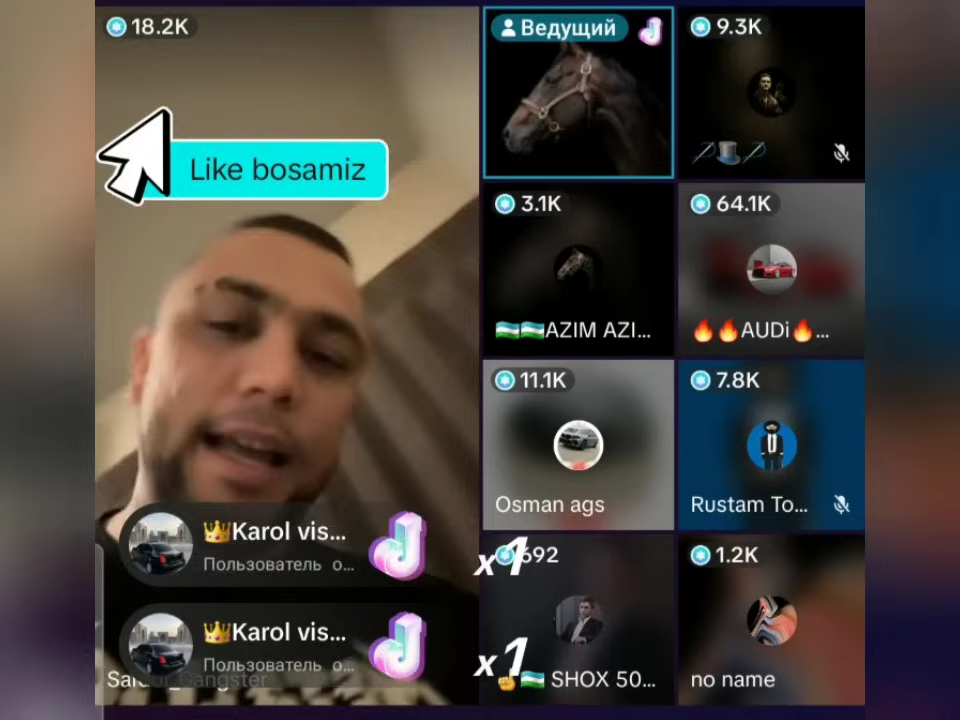 18.2K
Like bosamiz
👑Karol vis...
Пользователь о...
x1
👑Karol vis...
Пользователь о...
x1
Ведущий
9.3K
3.1K
AZIM AZI...
64.1K
🔥🔥AUDi🔥...
11.1K
Osman ags
7.8K
Rustam To...
692
SHOX 50...
1.2K
no name